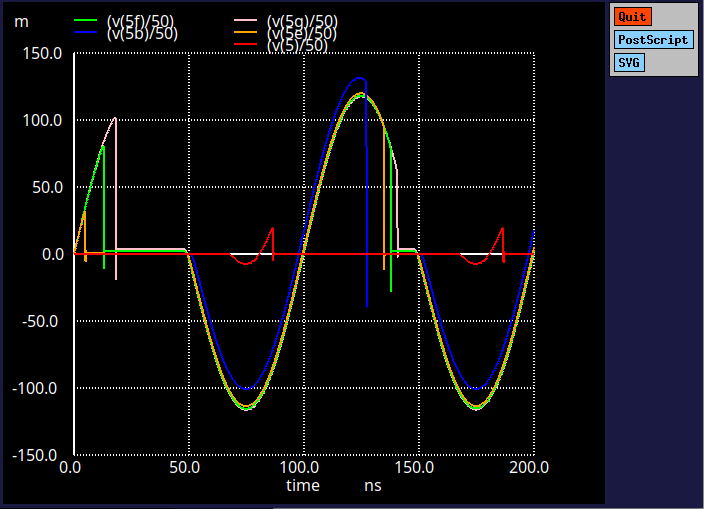 m
(v(5f)/50)
(v(5g)/50)
(v(5b)/50)
(v(5e)/50)
(v(5)/50)
150.0
100.0
50.0
0.0
-50.0
-100.0
-150.0
0.0 50.0 100.0 150.0 200.0
time ns
Quit
PostScript
SVG